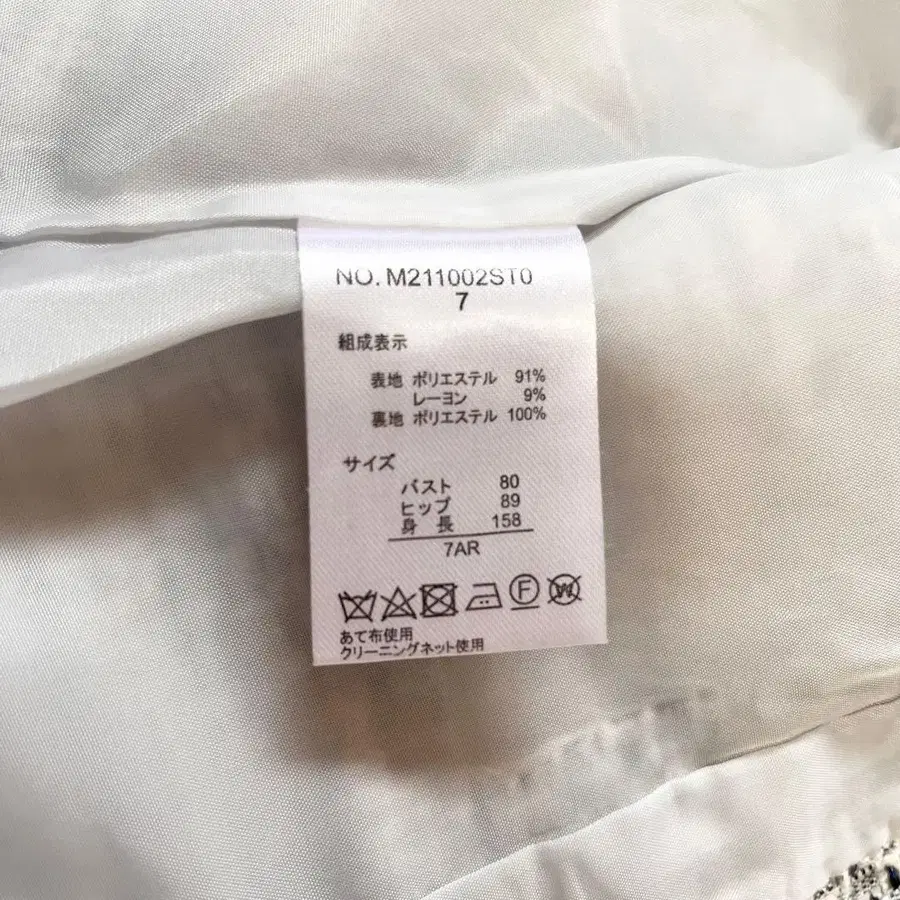 NO. M211002ST0
7
組成表示
表地 ポリエステル 91%
レーヨン 9%
裏地 ポリエステル 100%
サイズ
バスト 80
ヒップ 89
身 長 158
7AR
F W
あて布使用
クリーニングネット使用